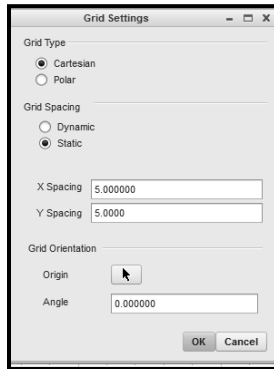 Grid Settings
Grid Type
Cartesian
Polar
Grid Spacing
Dynamic
Static
X Spacing 5.000000
Y Spacing 5.0000
Grid Orientation
Origin
Angle 0.000000
OK Cancel